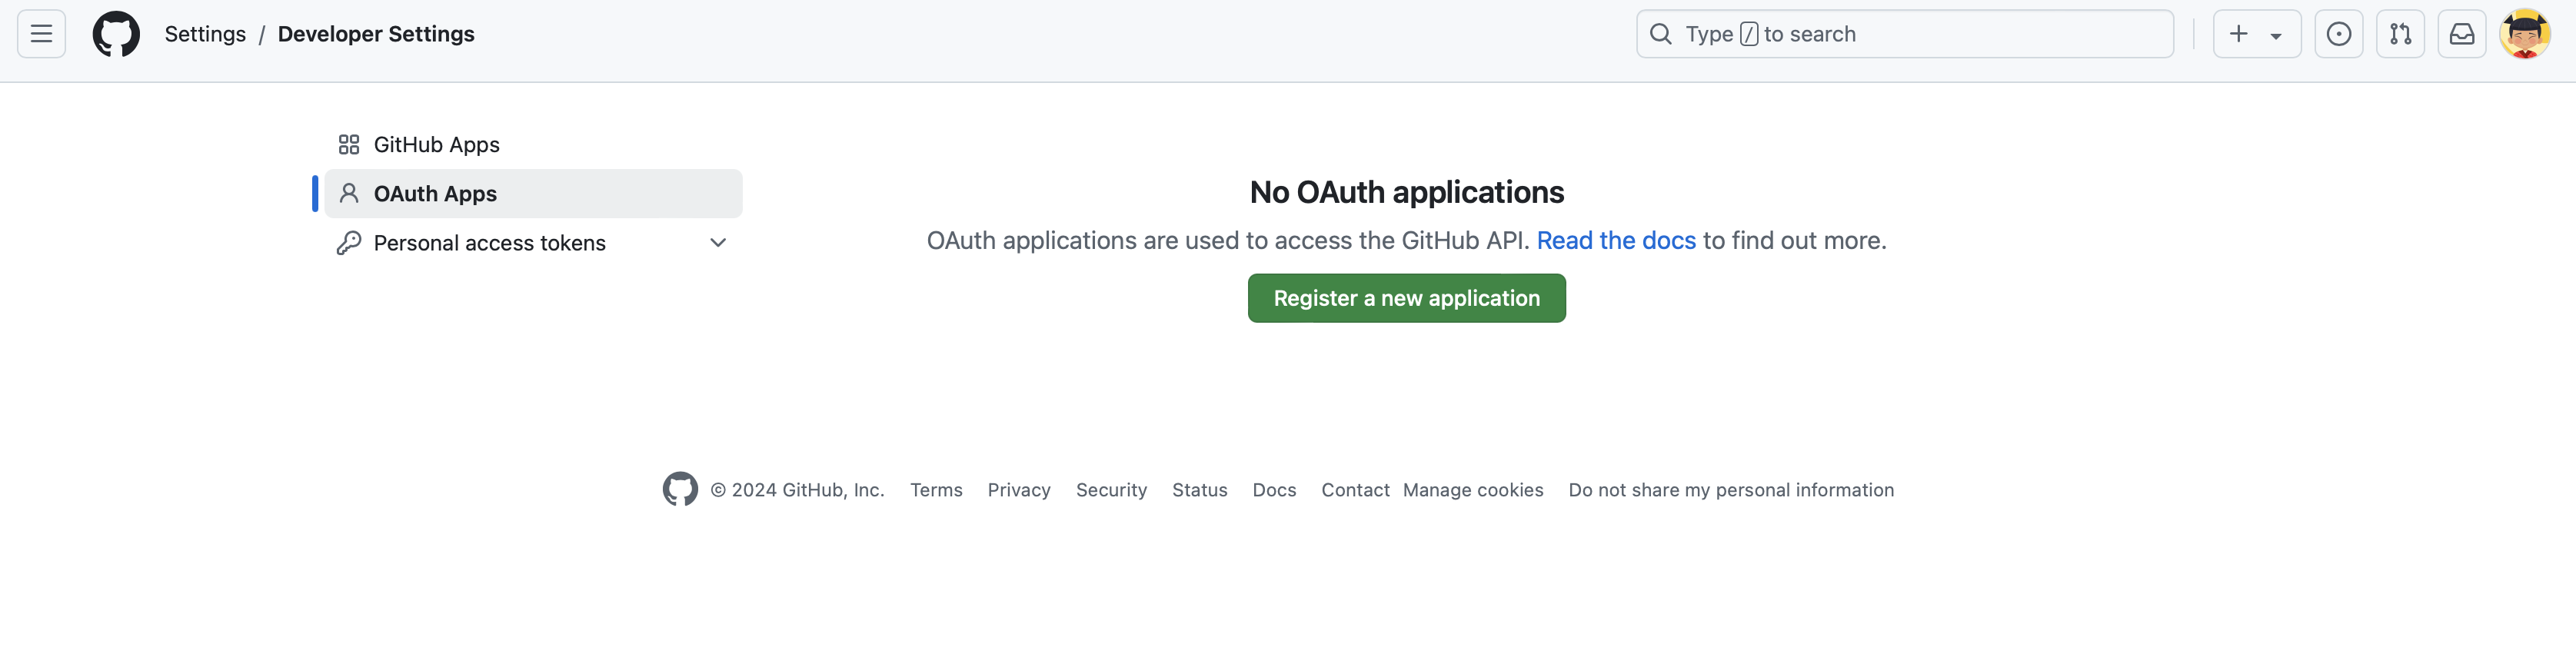 Settings / Developer Settings
Type / to search
GitHub Apps
OAuth Apps
Personal access tokens
No OAuth applications
OAuth applications are used to access the GitHub API. Read the docs to find out more.
Register a new application
© 2024 GitHub, Inc. Terms Privacy Security Status Docs Contact Manage cookies Do not share my personal information